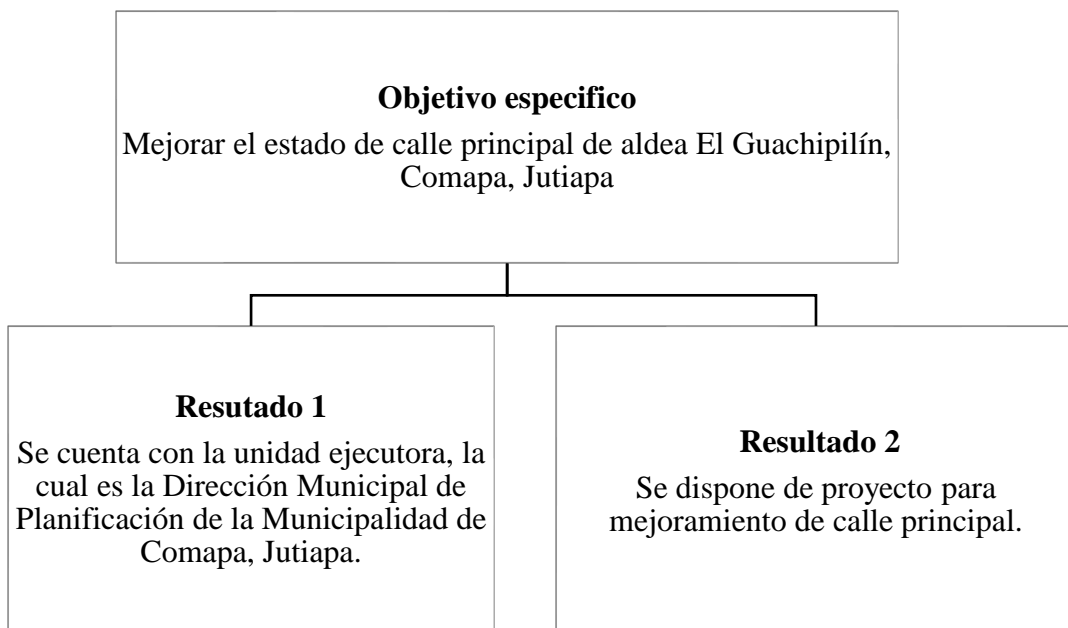 Objetivo especifico
Mejorar el estado de calle principal de aldea El Guachipilín,
Comapa, Jutiapa
Resutado 1
Se cuenta con la unidad ejecutora, la
cual es la Dirección Municipal de
Planificación de la Municipalidad de
Comapa, Jutiapa.
Resultado 2
Se dispone de proyecto para
mejoramiento de calle principal.